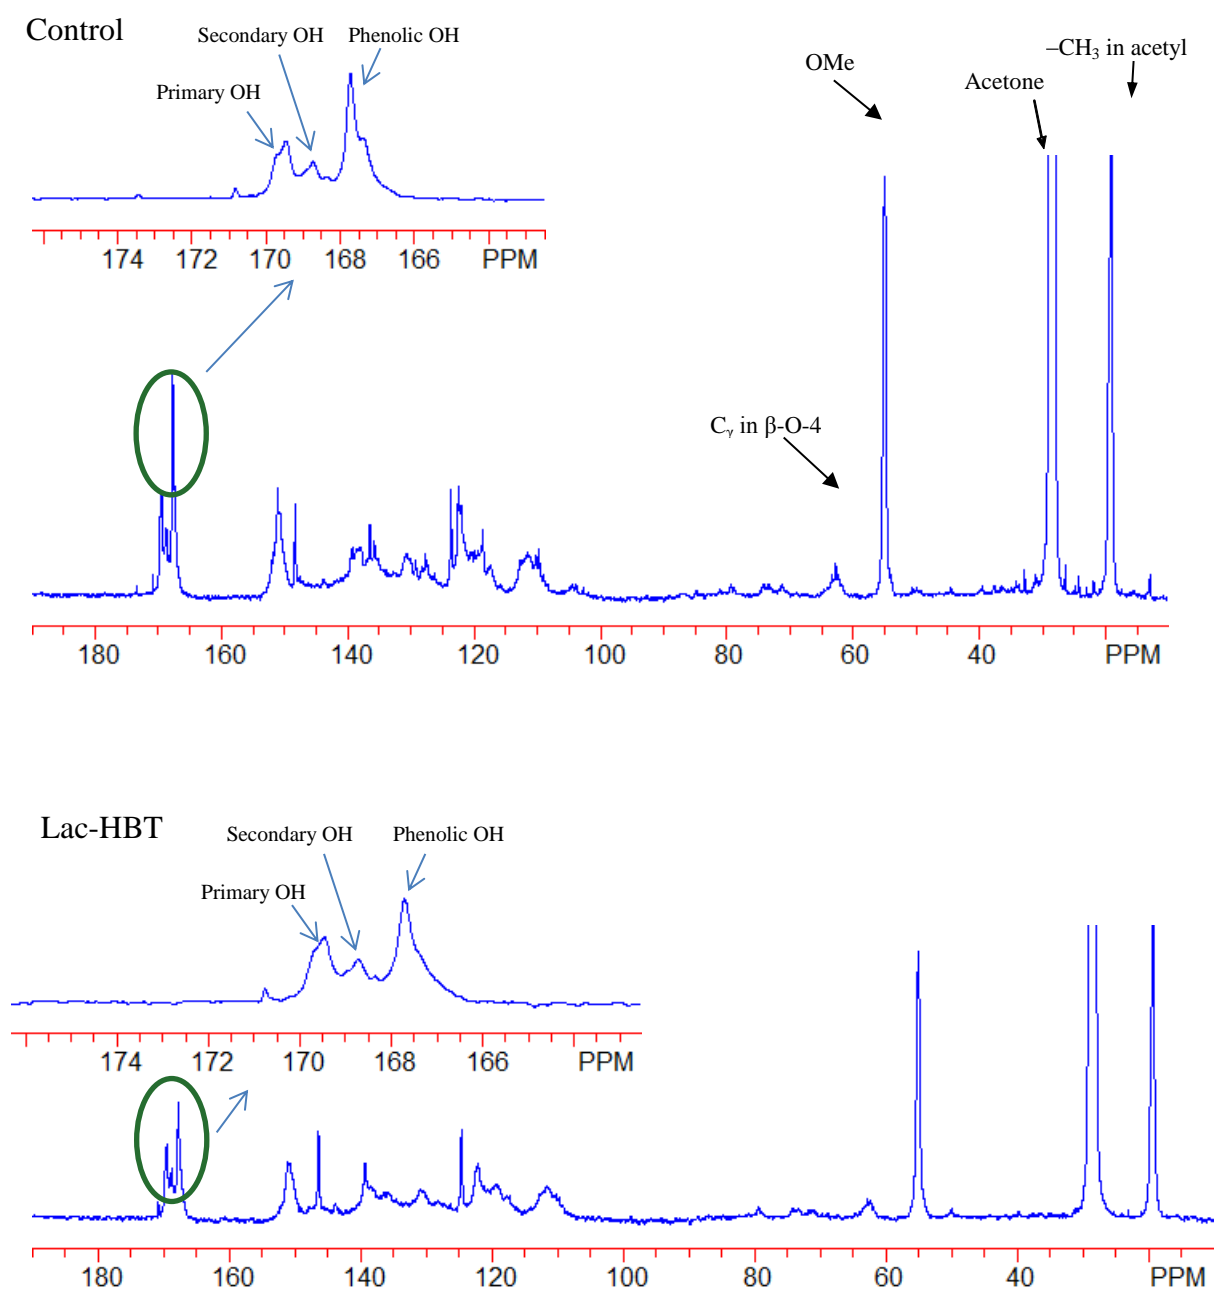 Control
Secondary OH
Phenolic OH
Primary OH
174 172 170 168 166 PPM
OMe
Acetone
–CH₃ in acetyl
Cᵧ in β-O-4
180 160 140 120 100 80 60 40 PPM
Lac-HBT
Secondary OH
Phenolic OH
Primary OH
174 172 170 168 166 PPM
180 160 140 120 100 80 60 40 PPM